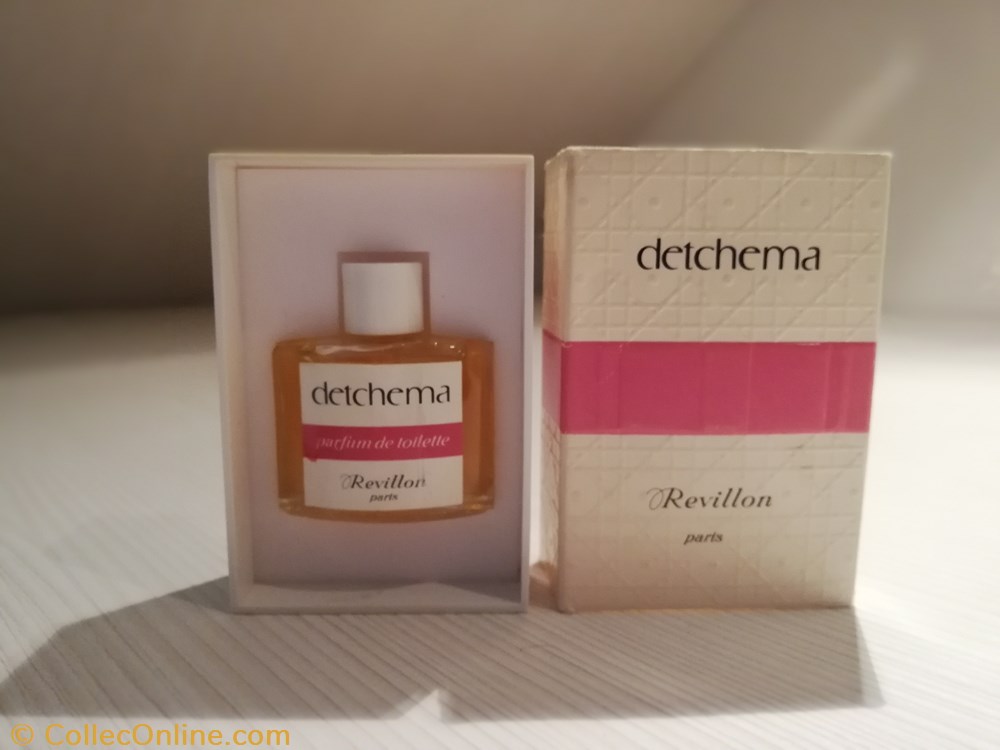 detchema
parfum de toilette
Revillon
paris
detchema
Revillon
paris
© CollecOnline.com